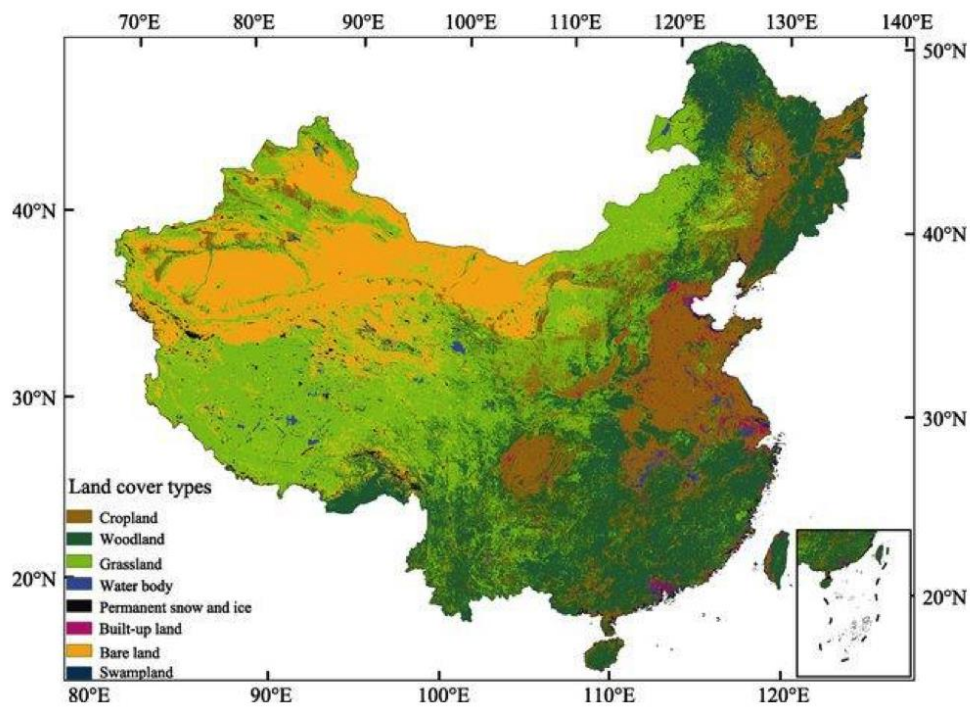 70°E 80°E 90°E 100°E 110°E 120°E 130°E 140°E
50°N
40°N 40°N
30°N 30°N
20°N 20°N
Land cover types
Cropland
Woodland
Grassland
Water body
Permanent snow and ice
Built-up land
Bare land
Swampland
80°E 90°E 100°E 110°E 120°E